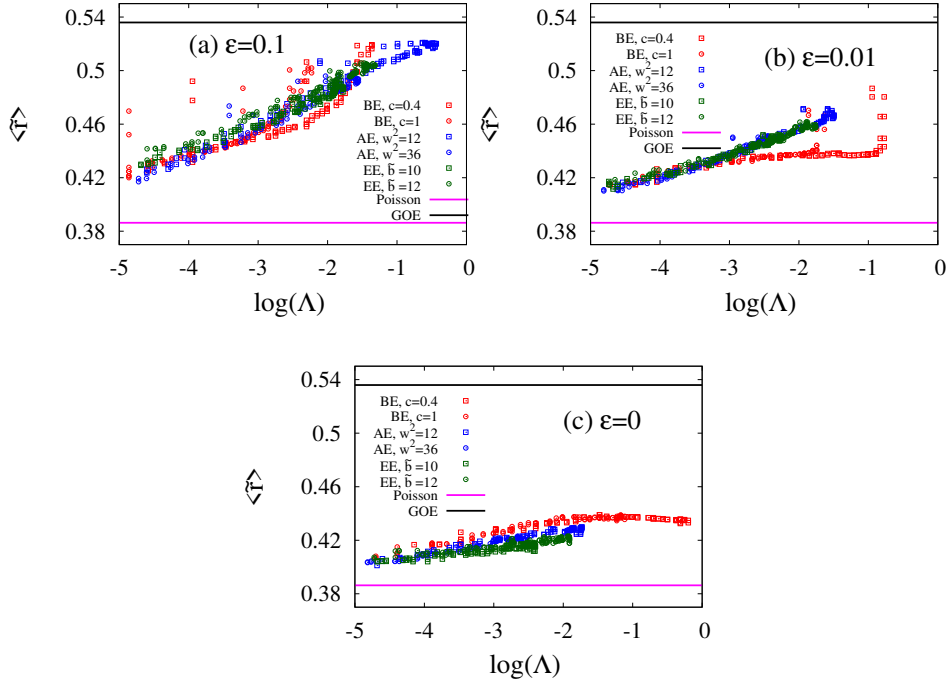 0.54
0.5
0.46
0.42
0.38
<r̃>
(a) ε=0.1
BE, c=0.4
BE, c=1
AE, w²=12
AE, w²=36
EE, b̃=10
EE, b̃=12
Poisson
GOE
-5 -4 -3 -2 -1 0
log(Λ)
0.54
0.5
0.46
0.42
0.38
<r̃>
(b) ε=0.01
BE, c=0.4
BE, c=1
AE, w²=12
AE, w²=36
EE, b̃=10
EE, b̃=12
Poisson
GOE
-5 -4 -3 -2 -1 0
log(Λ)
0.54
0.5
0.46
0.42
0.38
<r̃>
(c) ε=0
BE, c=0.4
BE, c=1
AE, w²=12
AE, w²=36
EE, b̃=10
EE, b̃=12
Poisson
GOE
-5 -4 -3 -2 -1 0
log(Λ)